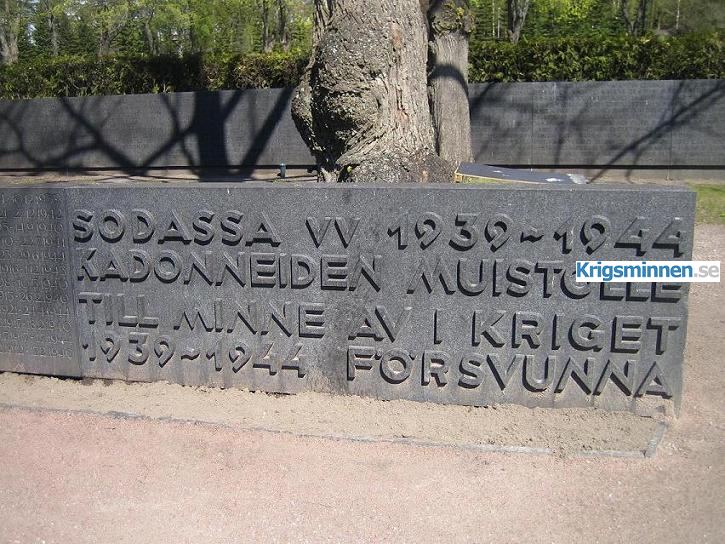 SODASSA VV 1939-1944
KADONNEIDEN MUISTOLLE
TILL MINNE AV I KRIGET
1939-1944 FÖRSVUNNA
Krigsminnen.se